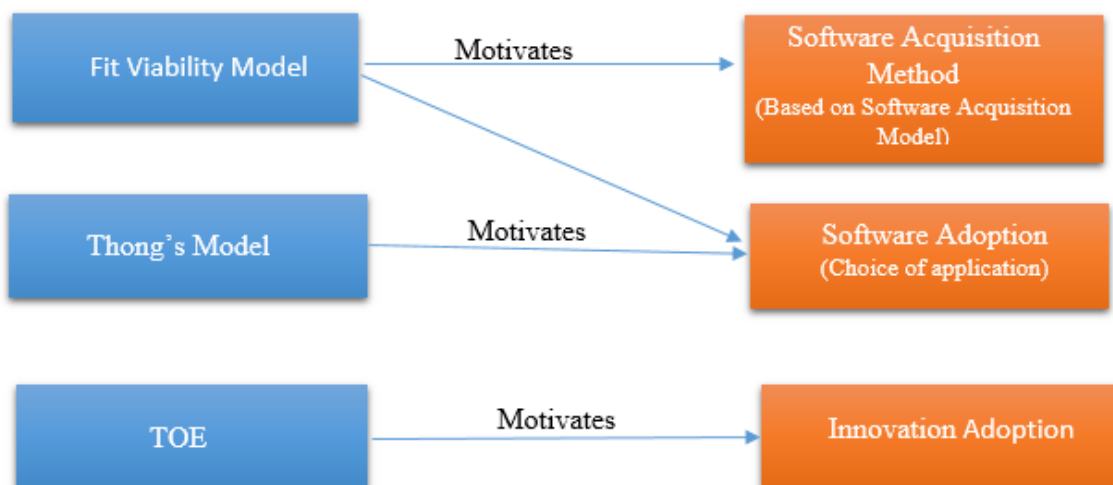 Fit Viability Model
Motivates
Software Acquisition
Method
(Based on Software Acquisition
Model)
Thong's Model
Motivates
Software Adoption
(Choice of application)
TOE
Motivates
Innovation Adoption